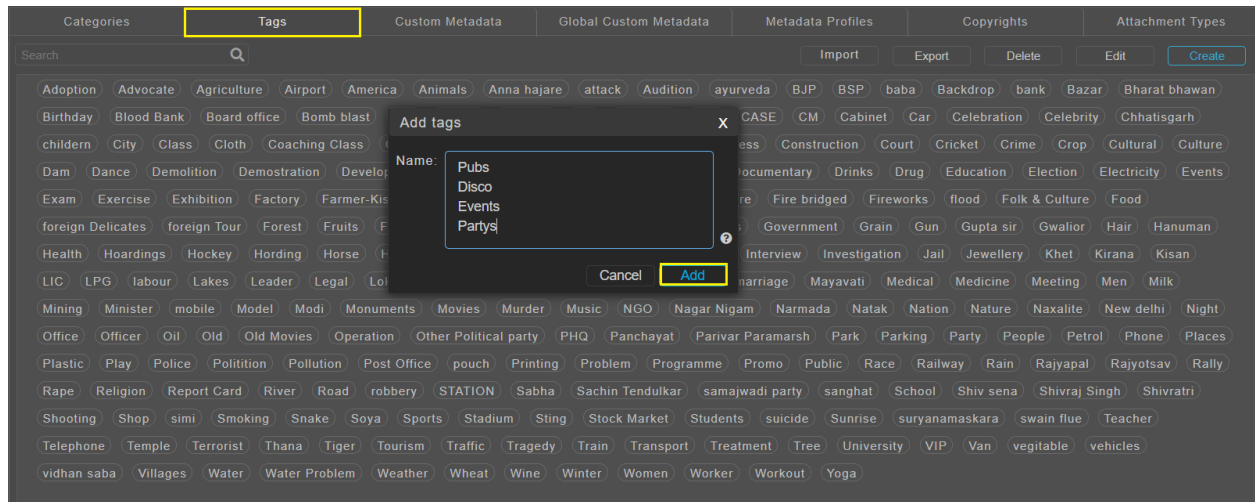 Categories Tags Custom Metadata Global Custom Metadata Metadata Profiles Copyrights Attachment Types
Search Import Export Delete Edit Create
Adoption Advocate Agriculture Airport America Animals Anna hajare attack Audition ayurveda BJP BSP baba Backdrop bank Bazar Bharat bhawan
Birthday Blood Bank Board office Bomb blast CASE CM Cabinet Car Celebration Celebrity Chhatisgarh
Add tags X
childern City Class Cloth Coaching Class ess Construction Court Cricket Crime Crop Cultural Culture
Name: Pubs
Disco
Events
Partys
Dam Dance Demolition Demostration Develop ocumentary Drinks Drug Education Election Electricity Events
Exam Exercise Exhibition Factory Farmer-Kis re Fire bridged Fireworks flood Folk & Culture Food
foreign Delicates foreign Tour Forest Fruits F Government Grain Gun Gupta sir Gwalior Hair Hanuman
?
Health Hoardings Hockey Hording Horse H Interview Investigation Jail Jewellery Khet Kirana Kisan
Cancel Add
LIC LPG labour Lakes Leader Legal Lo marriage Mayavati Medical Medicine Meeting Men Milk
Mining Minister mobile Model Modi Monuments Movies Murder Music NGO Nagar Nigam Narmada Natak Nation Nature Naxalite New delhi Night
Office Officer Oil Old Old Movies Operation Other Political party PHQ Panchayat Parivar Paramarsh Park Parking Party People Petrol Phone Places
Plastic Play Police Politition Pollution Post Office pouch Printing Problem Programme Promo Public Race Railway Rain Rajyapal Rajyotsav Rally
Rape Religion Report Card River Road robbery STATION Sabha Sachin Tendulkar samajwadi party sanghat School Shiv sena Shivraj Singh Shivratri
Shooting Shop simi Smoking Snake Soya Sports Stadium Sting Stock Market Students suicide Sunrise suryanamaskara swain flue Teacher
Telephone Temple Terrorist Thana Tiger Tourism Traffic Tragedy Train Transport Treatment Tree University VIP Van vegitable vehicles
vidhan saba Villages Water Water Problem Weather Wheat Wine Winter Women Worker Workout Yoga